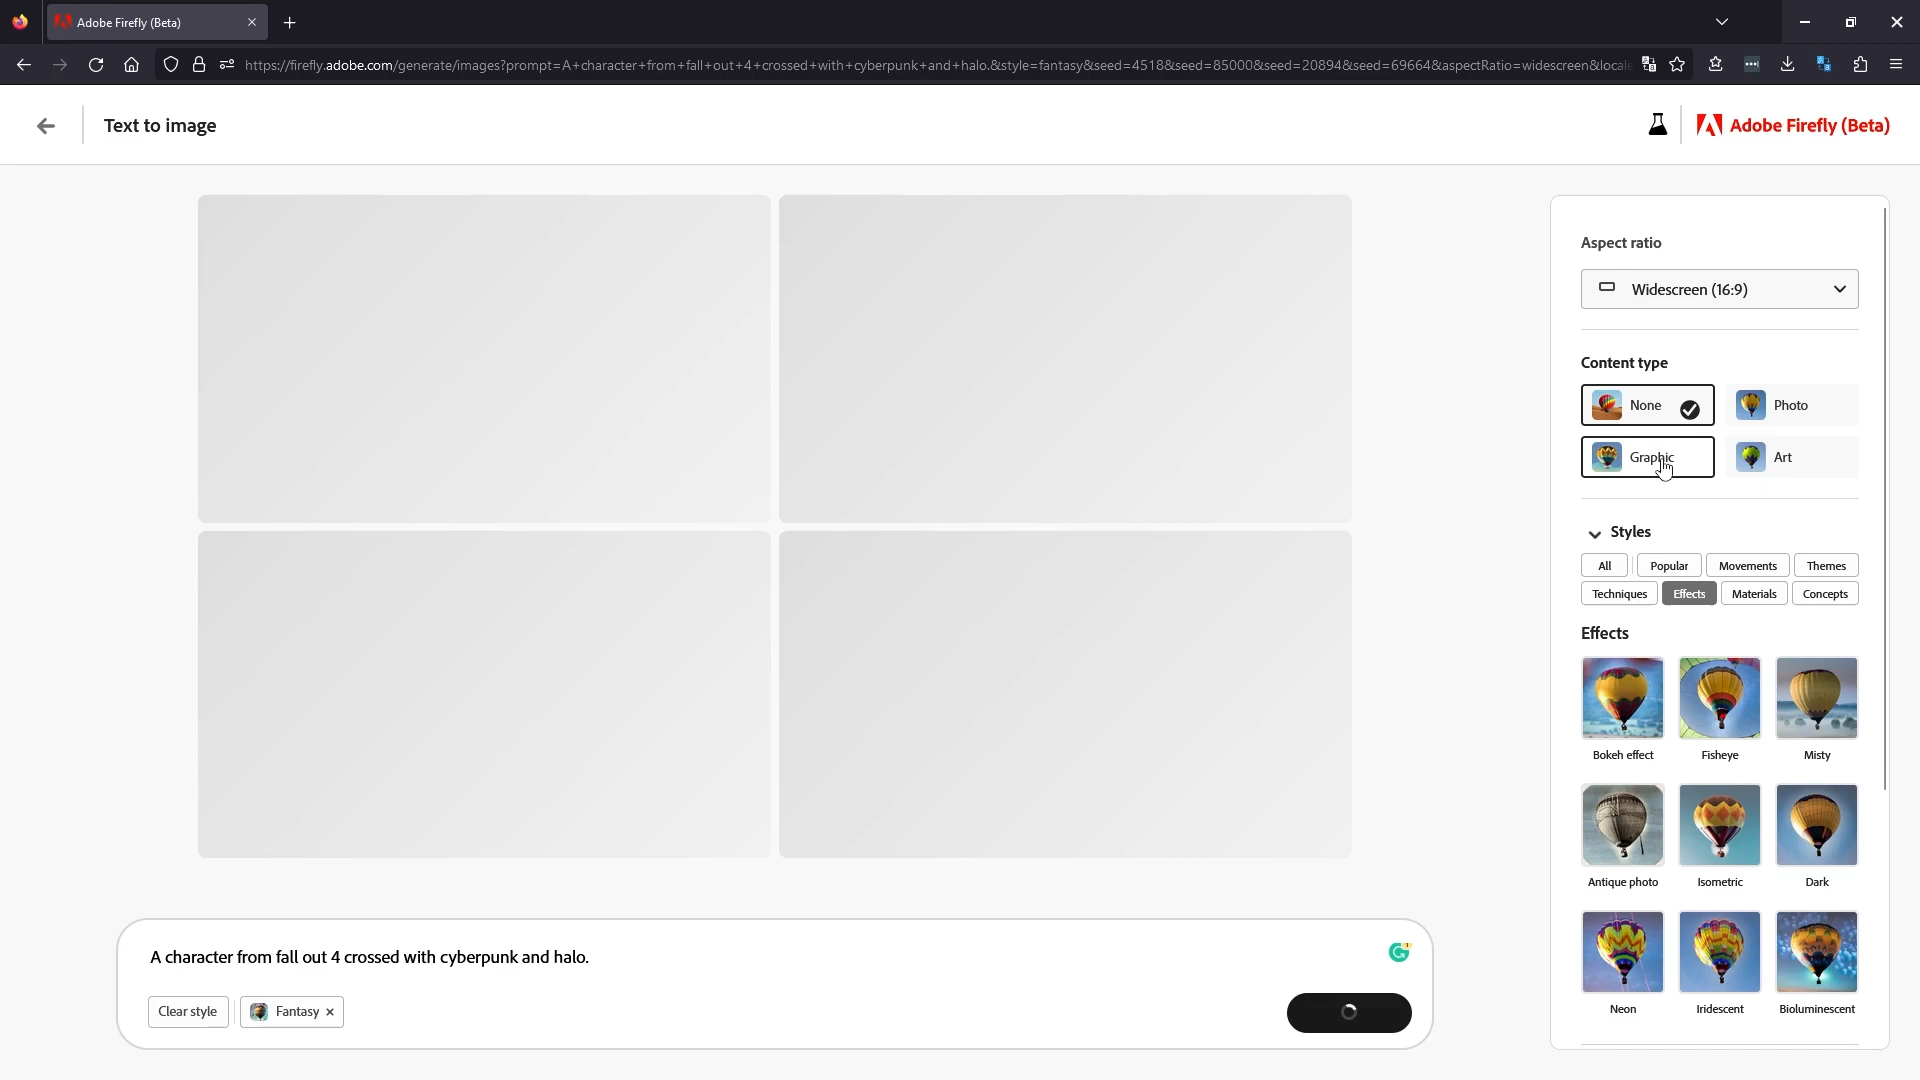 Adobe Firefly (Beta)
https://firefly.adobe.com/generate/images?prompt=A+character+from+fall+out+4+crossed+with+cyberpunk+and+halo.&style=fantasy&seed=4518&seed=85000&seed=20894&seed=69664&aspectRatio=widescreen&local
Text to image
Adobe Firefly (Beta)
Aspect ratio
Widescreen (16:9)
Content type
None
Photo
Graphic
Art
Styles
All
Popular
Movements
Themes
Techniques
Effects
Materials
Concepts
Effects
Bokeh effect
Fisheye
Misty
Antique photo
Isometric
Dark
Neon
Iridescent
Bioluminescent
A character from fall out 4 crossed with cyberpunk and halo.
Clear style
Fantasy